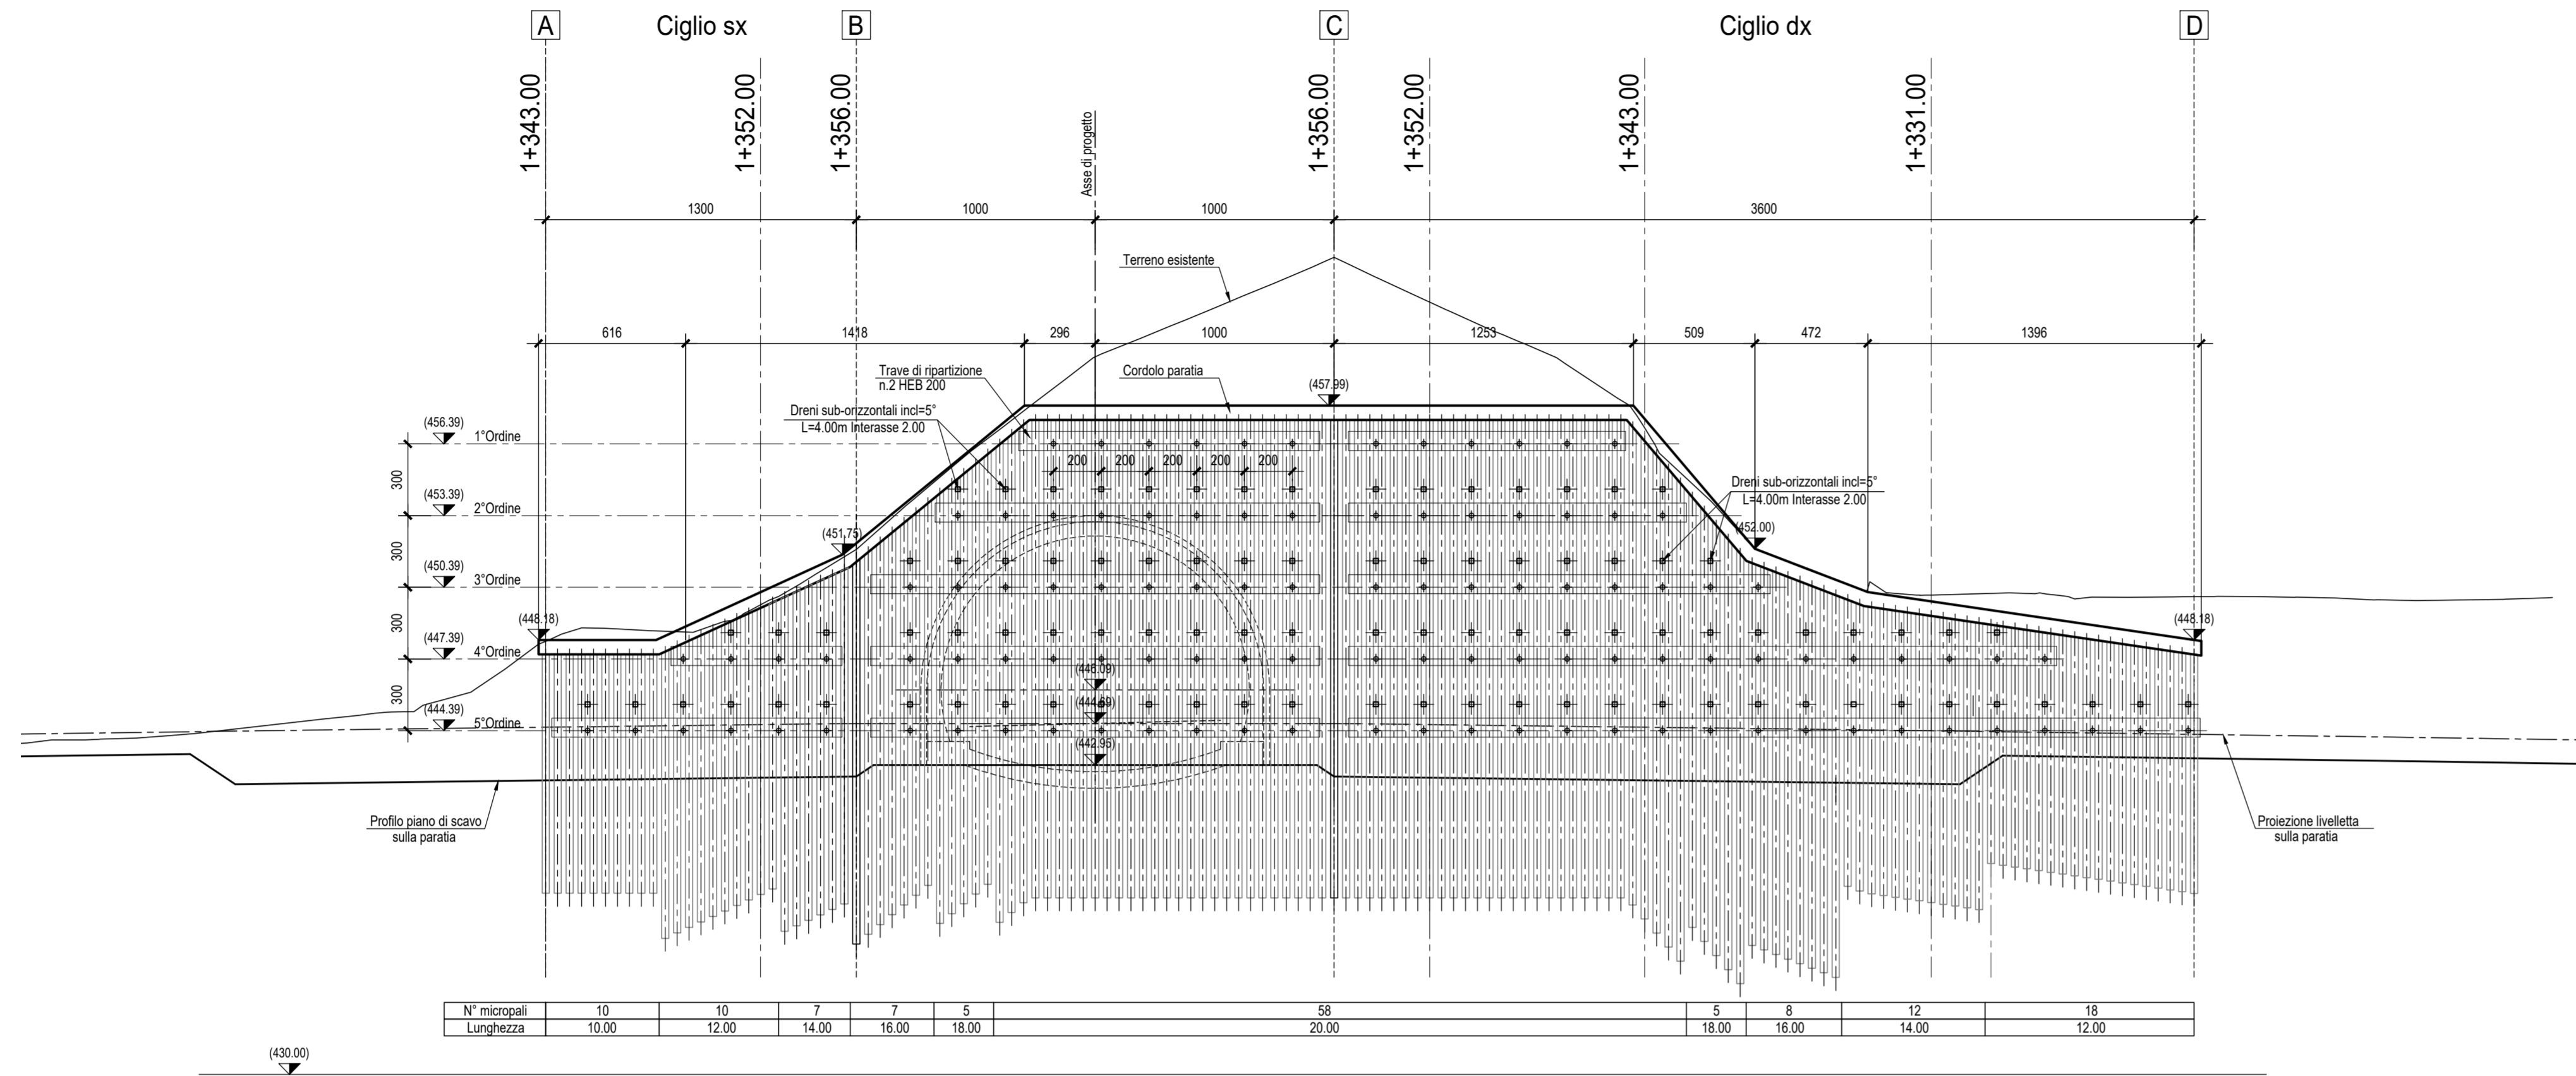 A
Ciglio sx
B
C
Ciglio dx
D
1+343.00
1+352.00
1+356.00
Asse di progetto
1+356.00
1+352.00
1+343.00
1+331.00
1300
1000
1000
3600
Terreno esistente
616
1418
296
1000
1253
509
472
1396
Trave di ripartizione
n.2 HEB 200
Cordolo paratia
(457.99)
Dreni sub-orizzontali incl=5°
L=4.00m Interasse 2.00
(456.39)
1°Ordine
200
200
200
200
200
300
Dreni sub-orizzontali incl=5°
L=4.00m Interasse 2.00
(453.39)
2°Ordine
(451.75)
(452.00)
300
(450.39)
3°Ordine
(448.18)
(448.18)
300
(447.39)
4°Ordine
(446.09)
300
(444.69)
(444.39)
5°Ordine
(442.95)
Profilo piano di scavo
sulla paratia
Proiezione livelletta
sulla paratia
N° micropali 10 10 7 7 5 58 5 8 12 18
Lunghezza 10.00 12.00 14.00 16.00 18.00 20.00 18.00 16.00 14.00 12.00
(430.00)